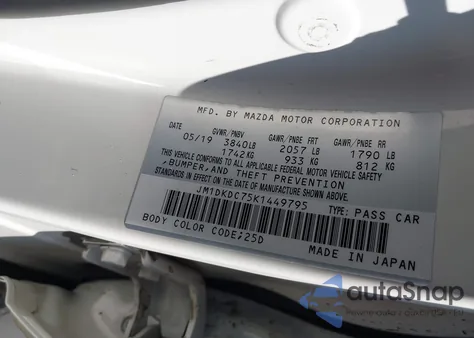 MFD. BY MAZDA MOTOR CORPORATION
DATE GVWR/PNBV GAWR/PNBE FRT GAWR/PNBE RR
05/19 3840LB 2057 LB 1790 LB
1742KG 933 KG 812 KG
THIS VEHICLE CONFORMS TO ALL APPLICABLE FEDERAL MOTOR VEHICLE SAFETY,
BUMPER, AND THEFT PREVENTION
STANDARDS IN EFFECT ON THE DATE OF MANUFACTURE SHOWN ABOVE.
JM1DKDC75K1449795 TYPE: PASS CAR
BODY COLOR CODE;25D
MADE IN JAPAN
autoSnap